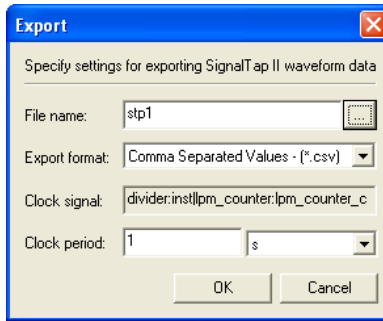 Export
Specify settings for exporting SignalTap II waveform data
File name: stp1 ...
Export format: Comma Separated Values - (*.csv)
Clock signal: divider:inst|lpm_counter:lpm_counter_c
Clock period: 1 s
OK Cancel